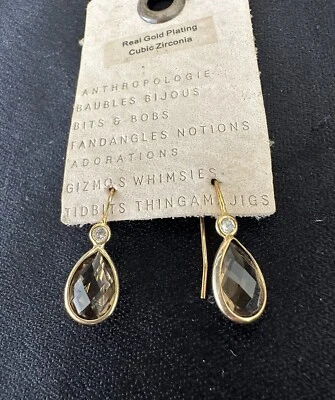 Real Gold Plating
Cubic Zirconia
ANTHROPOLOGIE
BAUBLES BIJOUS
BITS & BOBS
FANDANGLES NOTIONS
ADORATIONS
GIZMOS WHIMSIES
TIDBITS THINGAMAJIGS